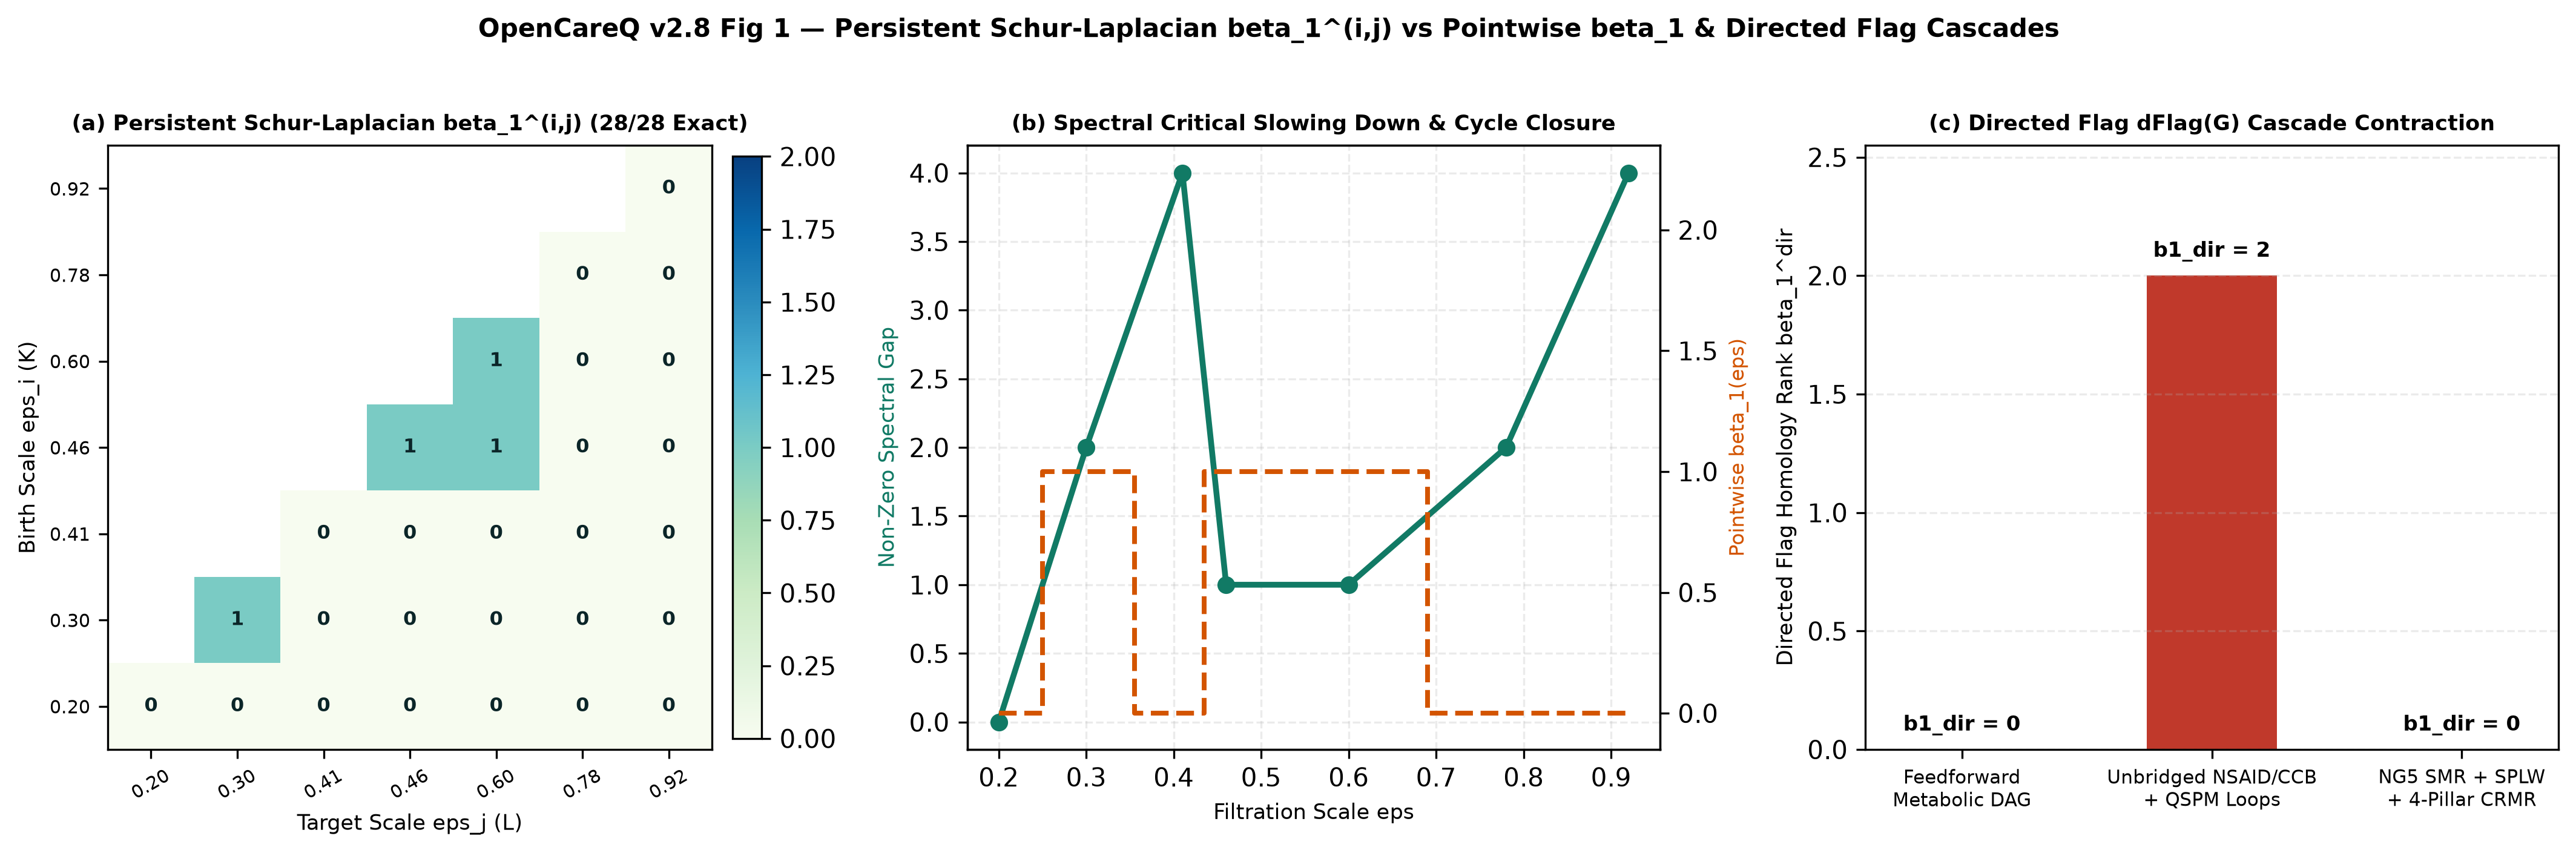 OpenCareQ v2.8 Fig 1 — Persistent Schur-Laplacian beta_1^(i,j) vs Pointwise beta_1 & Directed Flag Cascades
(a) Persistent Schur-Laplacian beta_1^(i,j) (28/28 Exact)
Birth Scale eps_i (K)
0.92
0.78
0.60
0.46
0.41
0.30
0.20
0
0 0
1 0 0
1 1 0 0
0 0 0 0 0
1 0 0 0 0 0
0 0 0 0 0 0 0
0.20 0.30 0.41 0.46 0.60 0.78 0.92
Target Scale eps_j (L)
2.00
1.75
1.50
1.25
1.00
0.75
0.50
0.25
0.00
(b) Spectral Critical Slowing Down & Cycle Closure
Non-Zero Spectral Gap
4.0
3.5
3.0
2.5
2.0
1.5
1.0
0.5
0.0
0.2 0.3 0.4 0.5 0.6 0.7 0.8 0.9
Filtration Scale eps
2.0
1.5
1.0
0.5
0.0
Pointwise beta_1(eps)
(c) Directed Flag dFlag(G) Cascade Contraction
Directed Flag Homology Rank beta_1^dir
2.5
2.0
1.5
1.0
0.5
0.0
b1_dir = 0
b1_dir = 2
b1_dir = 0
Feedforward
Metabolic DAG
Unbridged NSAID/CCB
+ QSPM Loops
NG5 SMR + SPLW
+ 4-Pillar CRMR